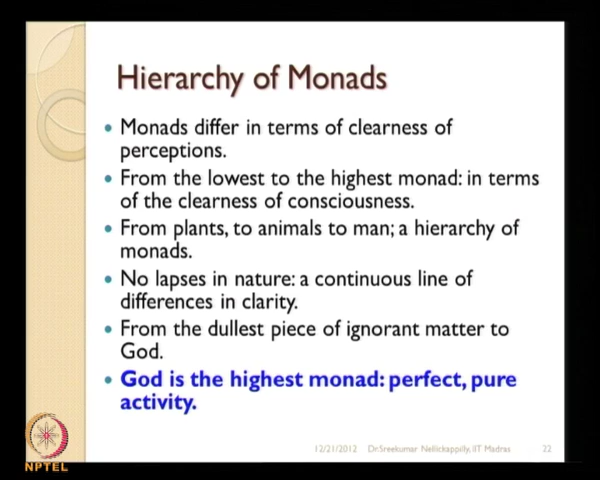 Hierarchy of Monads
• Monads differ in terms of clearness of
perceptions.
• From the lowest to the highest monad: in terms
of the clearness of consciousness.
• From plants, to animals to man; a hierarchy of
monads.
• No lapses in nature: a continuous line of
differences in clarity.
• From the dullest piece of ignorant matter to
God.
• God is the highest monad: perfect, pure
activity.
12/21/2012 Dr.Sreekumar Nellickappilly, IIT Madras 22
NPTEL